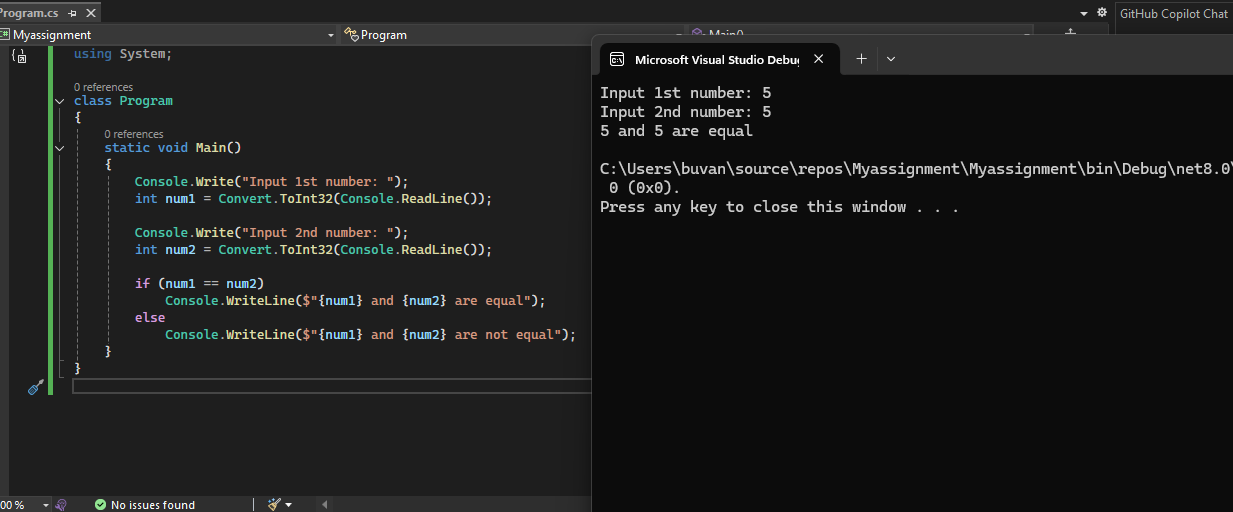 Program.cs
GitHub Copilot Chat
Myassignment
Program
Main()
using System;
0 references
class Program
{
0 references
static void Main()
{
Console.Write("Input 1st number: ");
int num1 = Convert.ToInt32(Console.ReadLine());
Console.Write("Input 2nd number: ");
int num2 = Convert.ToInt32(Console.ReadLine());
if (num1 == num2)
Console.WriteLine($"{num1} and {num2} are equal");
else
Console.WriteLine($"{num1} and {num2} are not equal");
}
}
No issues found
Microsoft Visual Studio Debug
Input 1st number: 5
Input 2nd number: 5
5 and 5 are equal
C:\Users\buvan\source\repos\Myassignment\Myassignment\bin\Debug\net8.0\
0 (0x0).
Press any key to close this window . . .